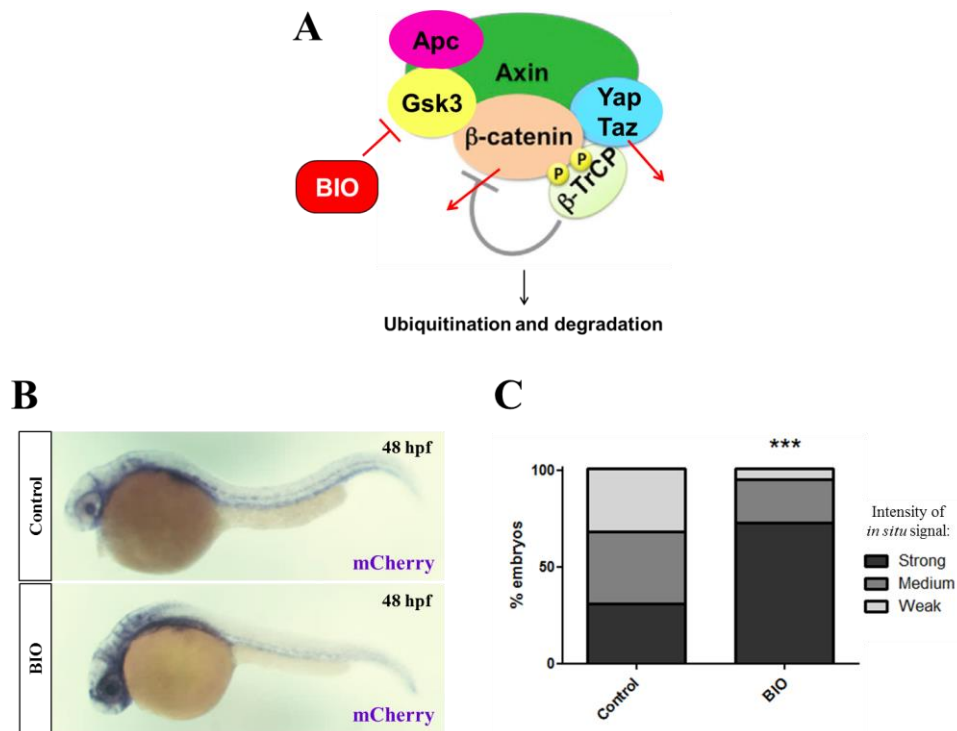 A
Apc
Axin
Gsk3
Yap
Taz
β-catenin
BIO
P
P
β-TrCP
Ubiquitination and degradation
B
Control
48 hpf
mCherry
BIO
48 hpf
mCherry
C
***
100
50
0
% embryos
Control
BIO
Intensity of
in situ signal:
Strong
Medium
Weak